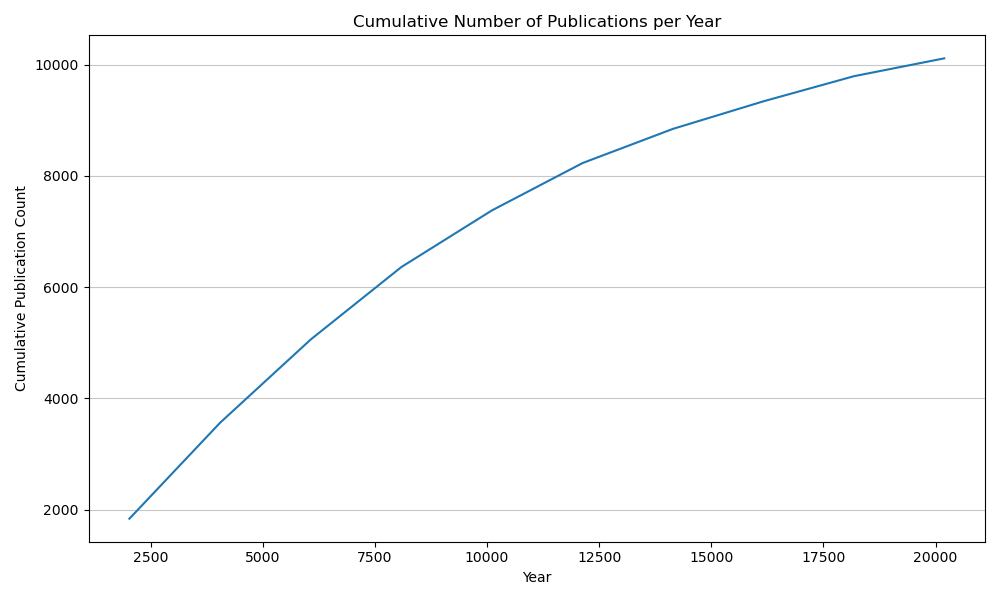 Cumulative Number of Publications per Year
Cumulative Publication Count
10000
8000
6000
4000
2000
2500 5000 7500 10000 12500 15000 17500 20000
Year